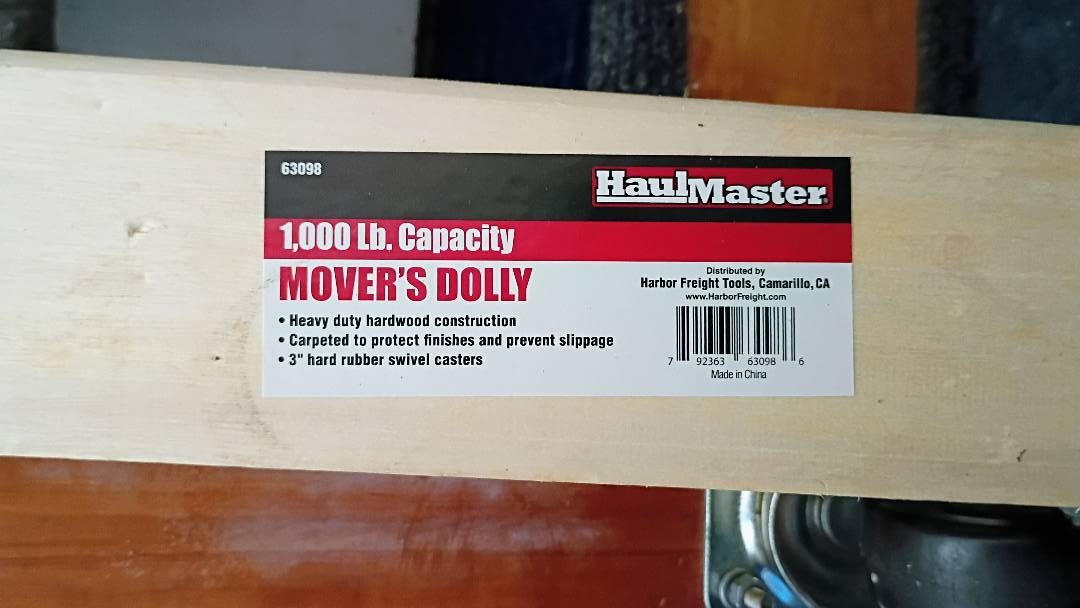 63098
HaulMaster®
1,000 Lb. Capacity
MOVER'S DOLLY
• Heavy duty hardwood construction
• Carpeted to protect finishes and prevent slippage
• 3" hard rubber swivel casters
Distributed by
Harbor Freight Tools, Camarillo, CA
www.HarborFreight.com
7 92363 63098 6
Made in China